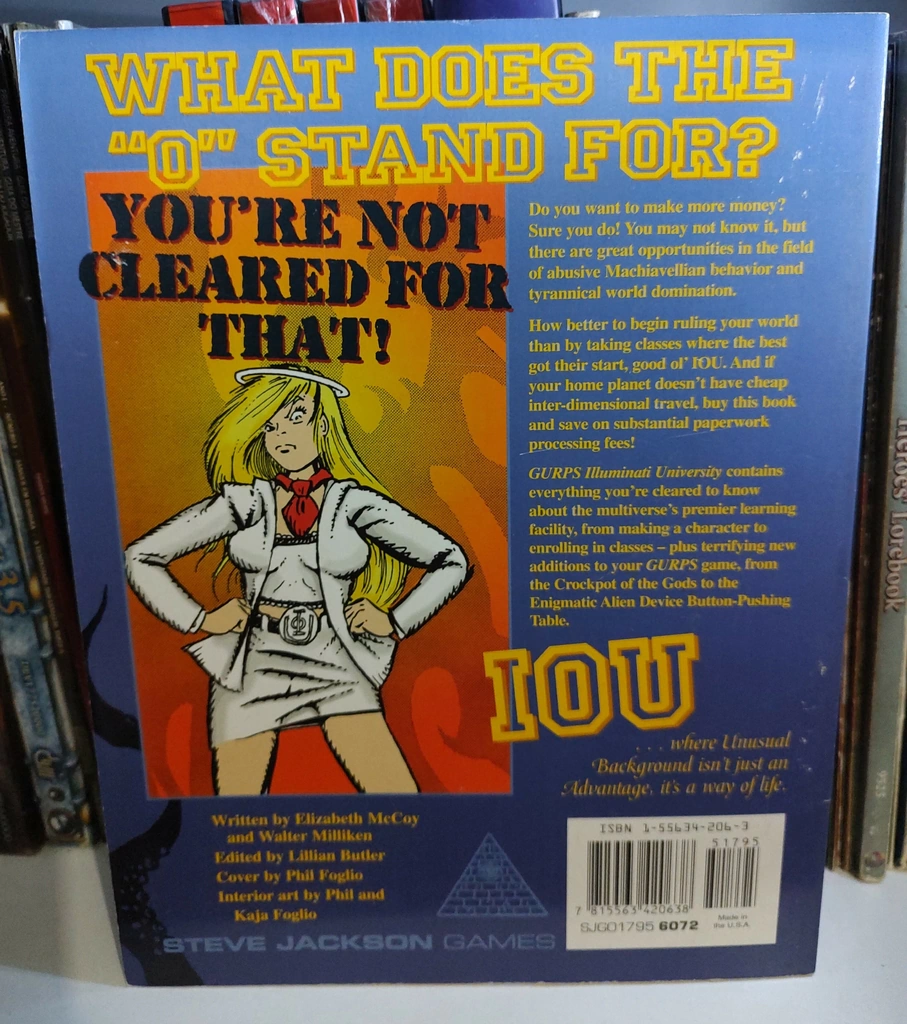 WHAT DOES THE
"O" STAND FOR?
YOU'RE NOT
CLEARED FOR
THAT!
Do you want to make more money?
Sure you do! You may not know it, but
there are great opportunities in the field
of abusive Machiavellian behavior and
tyrannical world domination.
How better to begin ruling your world
than by taking classes where the best
got their start, good ol' IOU. And if
your home planet doesn't have cheap
inter-dimensional travel, buy this book
and save on substantial paperwork
processing fees!
GURPS Illuminati University contains
everything you're cleared to know
about the multiverse's premier learning
facility, from making a character to
enrolling in classes – plus terrifying new
additions to your GURPS game, from
the Crockpot of the Gods to the
Enigmatic Alien Device Button-Pushing
Table.
IOU
. . . where Unusual
Background isn't just an
Advantage, it's a way of life.
Written by Elizabeth McCoy
and Walter Milliken
Edited by Lillian Butler
Cover by Phil Foglio
Interior art by Phil and
Kaja Foglio
STEVE JACKSON GAMES
ISBN 1-55634-206-3
51795
7 81556 3 420638
SJG01795 6072
Made in
the U.S.A.
Heroes' Lorebook
9323
3.5